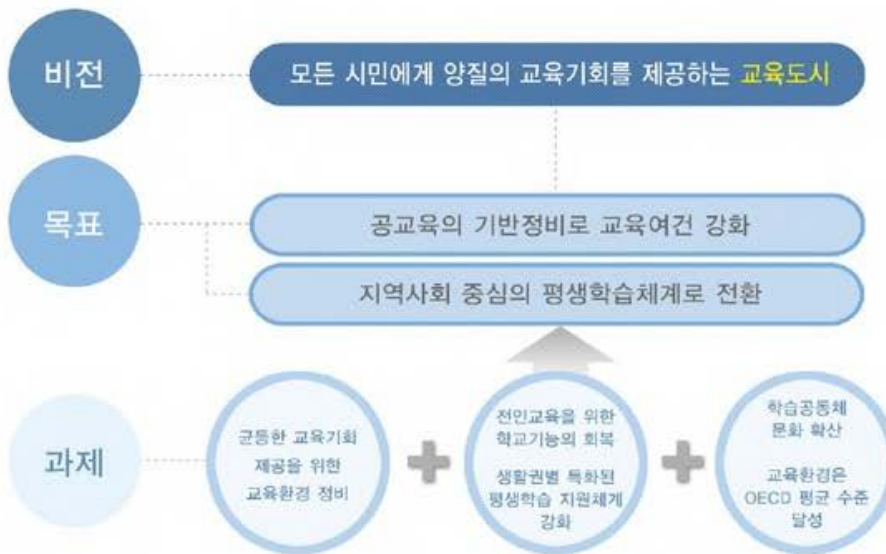 비전
모든 시민에게 양질의 교육기회를 제공하는 교육도시
목표
공교육의 기반정비로 교육여건 강화
지역사회 중심의 평생학습체계로 전환
과제
균등한 교육기회
제공을 위한
교육환경 정비
전인교육을 위한
학교기능의 회복
생활권별 특화된
평생학습 지원체계
강화
학습공동체
문화 확산
교육환경은
OECD 평균 수준
달성